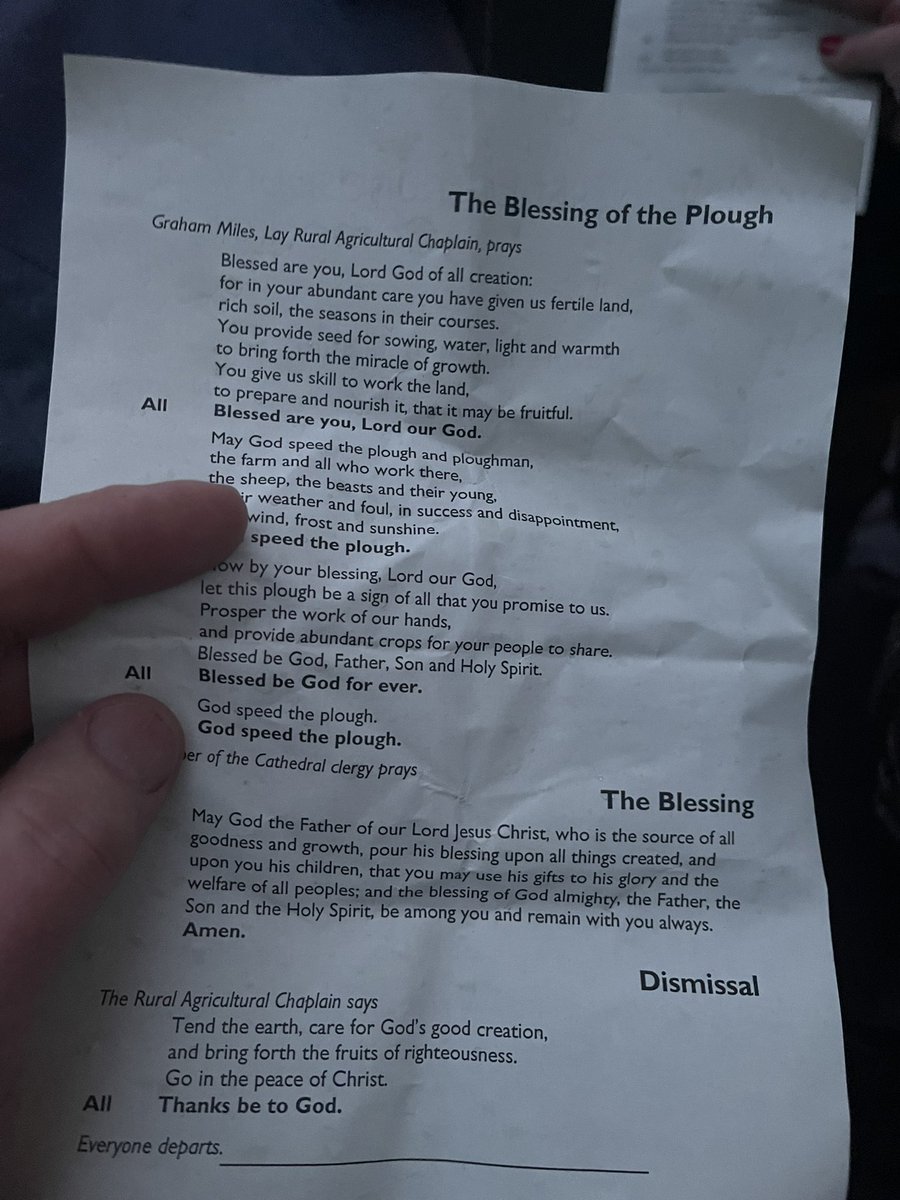 The Blessing of the Plough
Graham Miles, Lay Rural Agricultural Chaplain, prays
Blessed are you, Lord God of all creation:
for in your abundant care you have given us fertile land,
rich soil, the seasons in their courses.
You provide seed for sowing, water, light and warmth
to bring forth the miracle of growth.
You give us skill to work the land,
to prepare and nourish it, that it may be fruitful.
All Blessed are you, Lord our God.
May God speed the plough and ploughman,
the farm and all who work there,
the sheep, the beasts and their young,
weather and foul, in success and disappointment,
wind, frost and sunshine.
speed the plough.
by your blessing, Lord our God,
let this plough be a sign of all that you promise to us.
Prosper the work of our hands,
and provide abundant crops for your people to share.
Blessed be God, Father, Son and Holy Spirit.
All Blessed be God for ever.
God speed the plough.
God speed the plough.
of the Cathedral clergy prays
The Blessing
May God the Father of our Lord Jesus Christ, who is the source of all
goodness and growth, pour his blessing upon all things created, and
upon you his children, that you may use his gifts to his glory and the
welfare of all peoples; and the blessing of God almighty, the Father, the
Son and the Holy Spirit, be among you and remain with you always.
Amen.
Dismissal
The Rural Agricultural Chaplain says
Tend the earth, care for God's good creation,
and bring forth the fruits of righteousness.
Go in the peace of Christ.
All Thanks be to God.
Everyone departs.